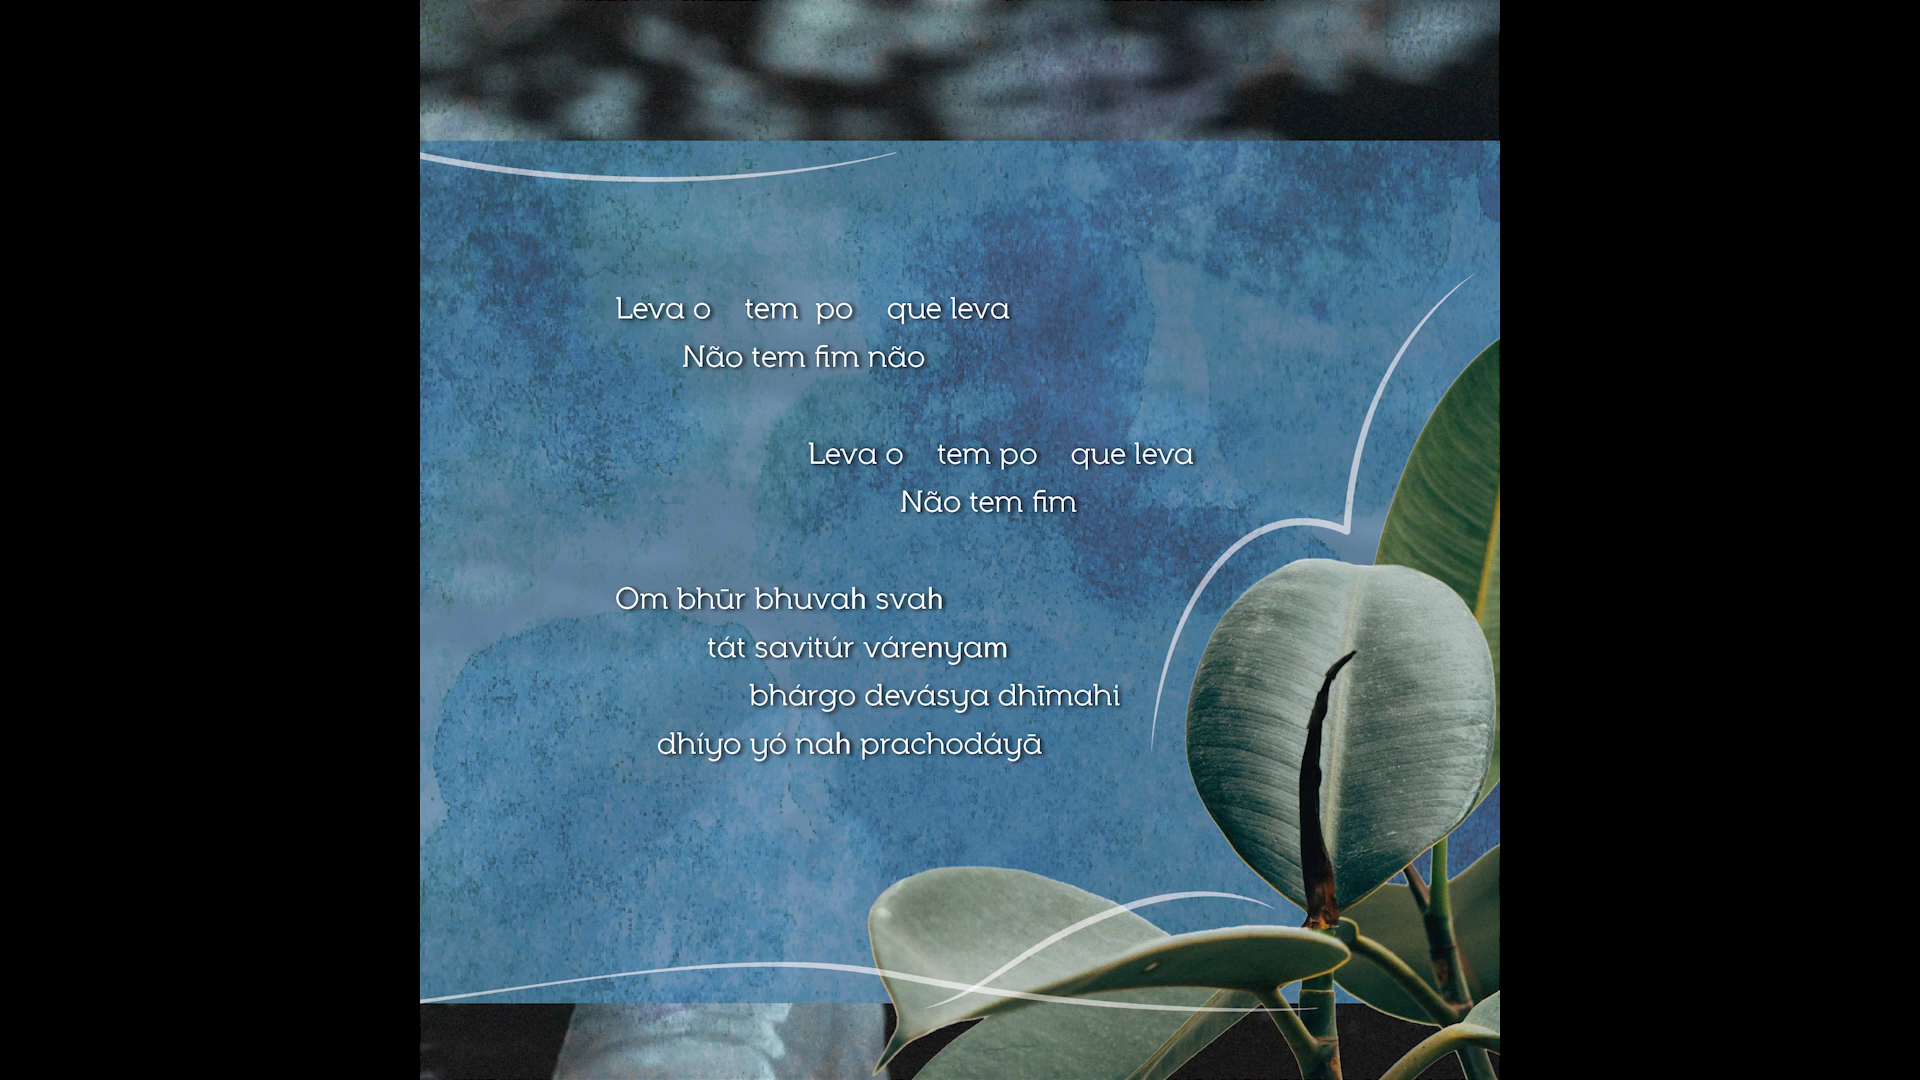 Leva o tem po que leva
Não tem fim não
Leva o tem po que leva
Não tem fim
Om bhūr bhuvah svah
tát savitúr várenyam
bhárgo devásya dhīmahi
dhíyo yó nah prachodáyā